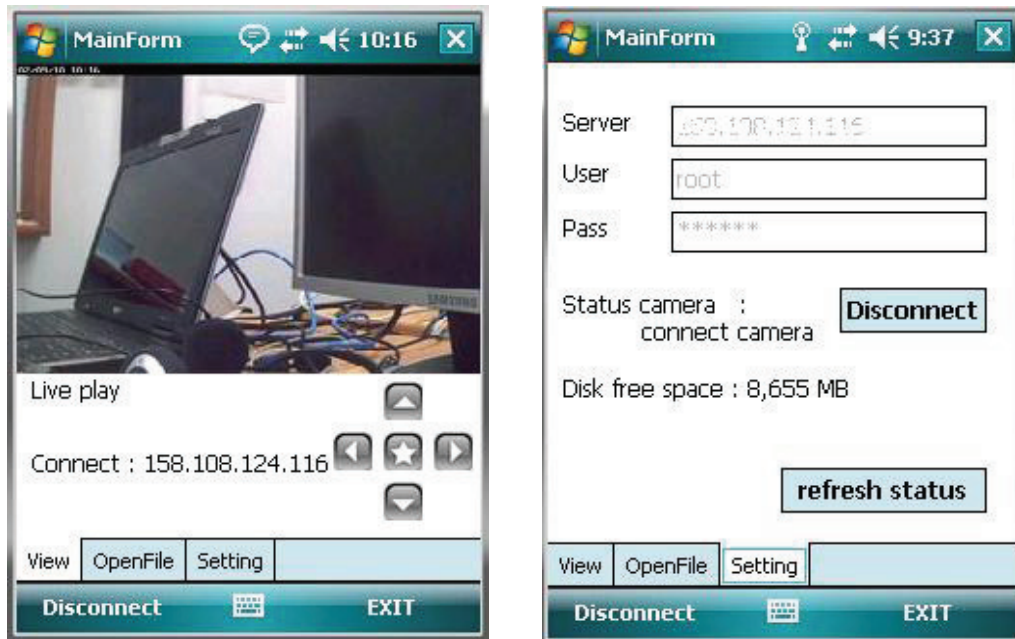 MainForm 10:16
SAMSUNG
Live play
Connect : 158.108.124.116
View OpenFile Setting
Disconnect EXIT
MainForm 9:37
Server
User root
Pass ******
Status camera :
connect camera
Disconnect
Disk free space : 8,655 MB
refresh status
View OpenFile Setting
Disconnect EXIT